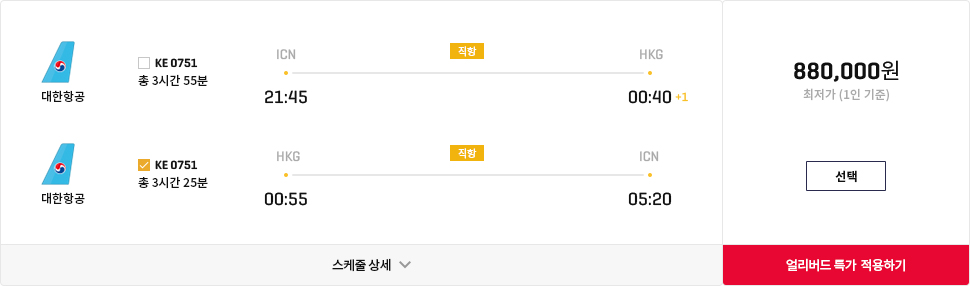 대한항공
KE 0751
총 3시간 55분
ICN
직항
HKG
21:45
00:40 +1
대한항공
KE 0751
총 3시간 25분
HKG
직항
ICN
00:55
05:20
스케줄 상세
880,000원
최저가 (1인 기준)
선택
얼리버드 특가 적용하기